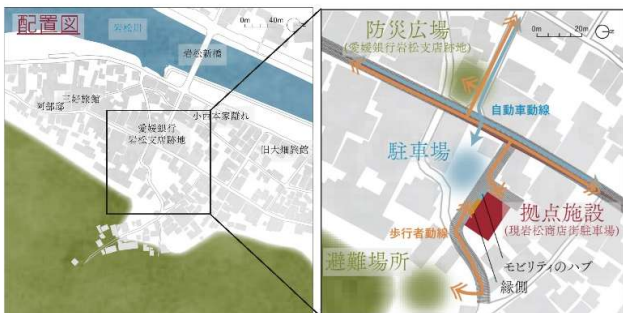 配置図
0m 40m
岩松川
岩松新橋
三好旅館
阿部邸
小西本家離れ
愛媛銀行
岩松支店跡地
旧大畑旅館
防災広場
(愛媛銀行岩松支店跡地)
0m 20m
自動車動線
駐車場
拠点施設
(現岩松商店街駐車場)
歩行者動線
モビリティのハブ
縁側
避難場所